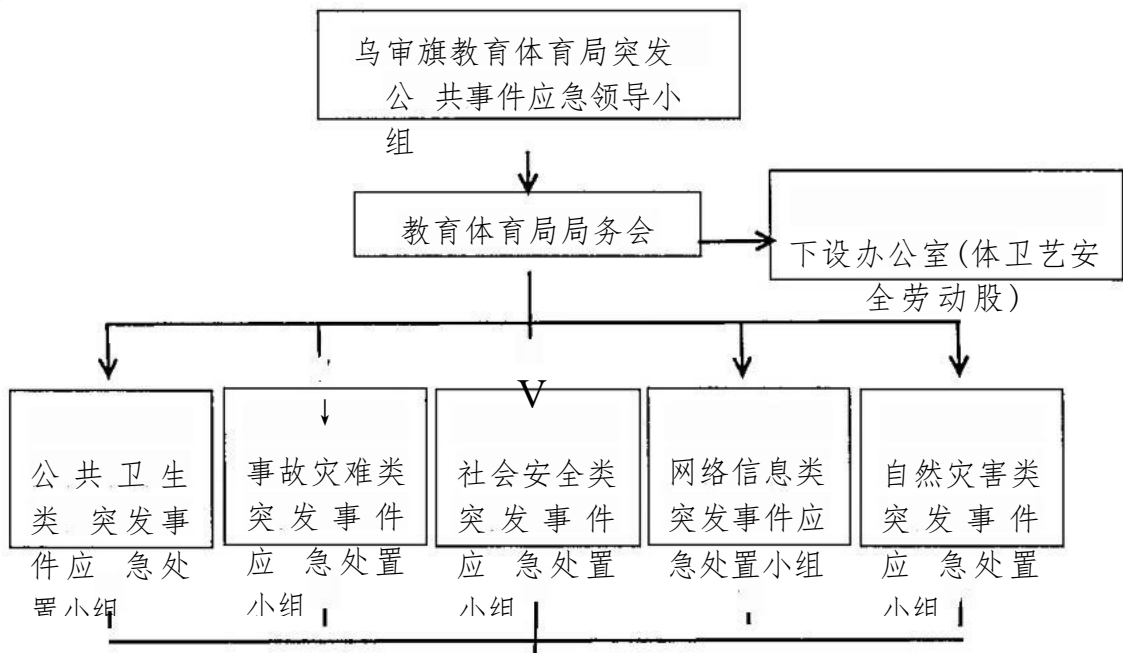 乌审旗教育体育局突发
公 共事件应急领导小
组
教育体育局局务会
下设办公室(体卫艺安
全劳动股)
公共卫生
类 突发事
件应 急处
置小组
事故灾难类
突发事件
应 急处置
小组
社会安全类
突发事件
应 急处置
小组
网络信息类
突发事件应
急处置小组
自然灾害类
突发事件
应 急处置
小组